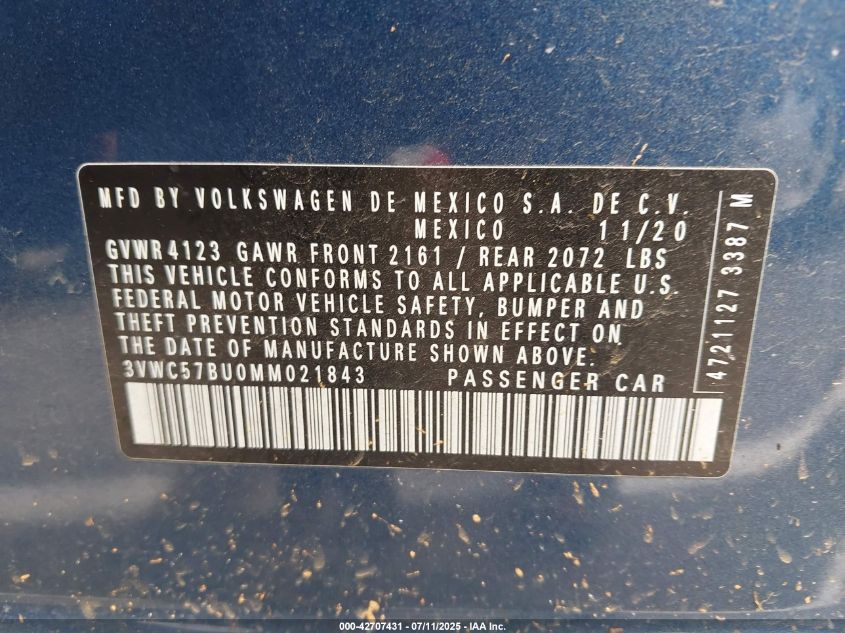 MFD BY VOLKSWAGEN DE MEXICO S.A. DE C.V.
MEXICO 11/20
GVWR 4123 GAWR FRONT 2161 / REAR 2072 LBS
THIS VEHICLE CONFORMS TO ALL APPLICABLE U.S.
FEDERAL MOTOR VEHICLE SAFETY, BUMPER AND
THEFT PREVENTION STANDARDS IN EFFECT ON
THE DATE OF MANUFACTURE SHOWN ABOVE.
3VWC57BU0MM021843 PASSENGER CAR
4721127 3387 M
000-42707431 - 07/11/2025 - IAA Inc.